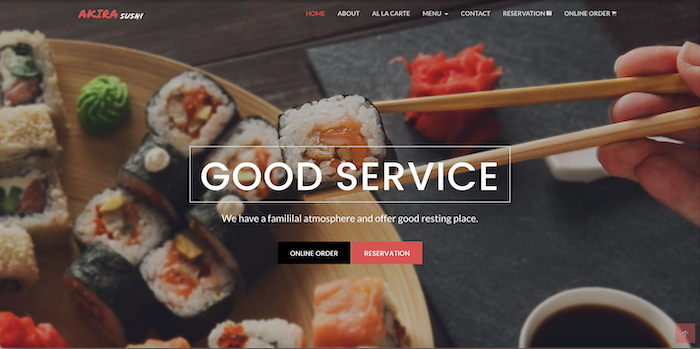 AKIRA SUSHI
HOME ABOUT AL LA CARTE MENU CONTACT RESERVATION ONLINE ORDER
GOOD SERVICE
We have a famililal atmosphere and offer good resting place.
ONLINE ORDER RESERVATION